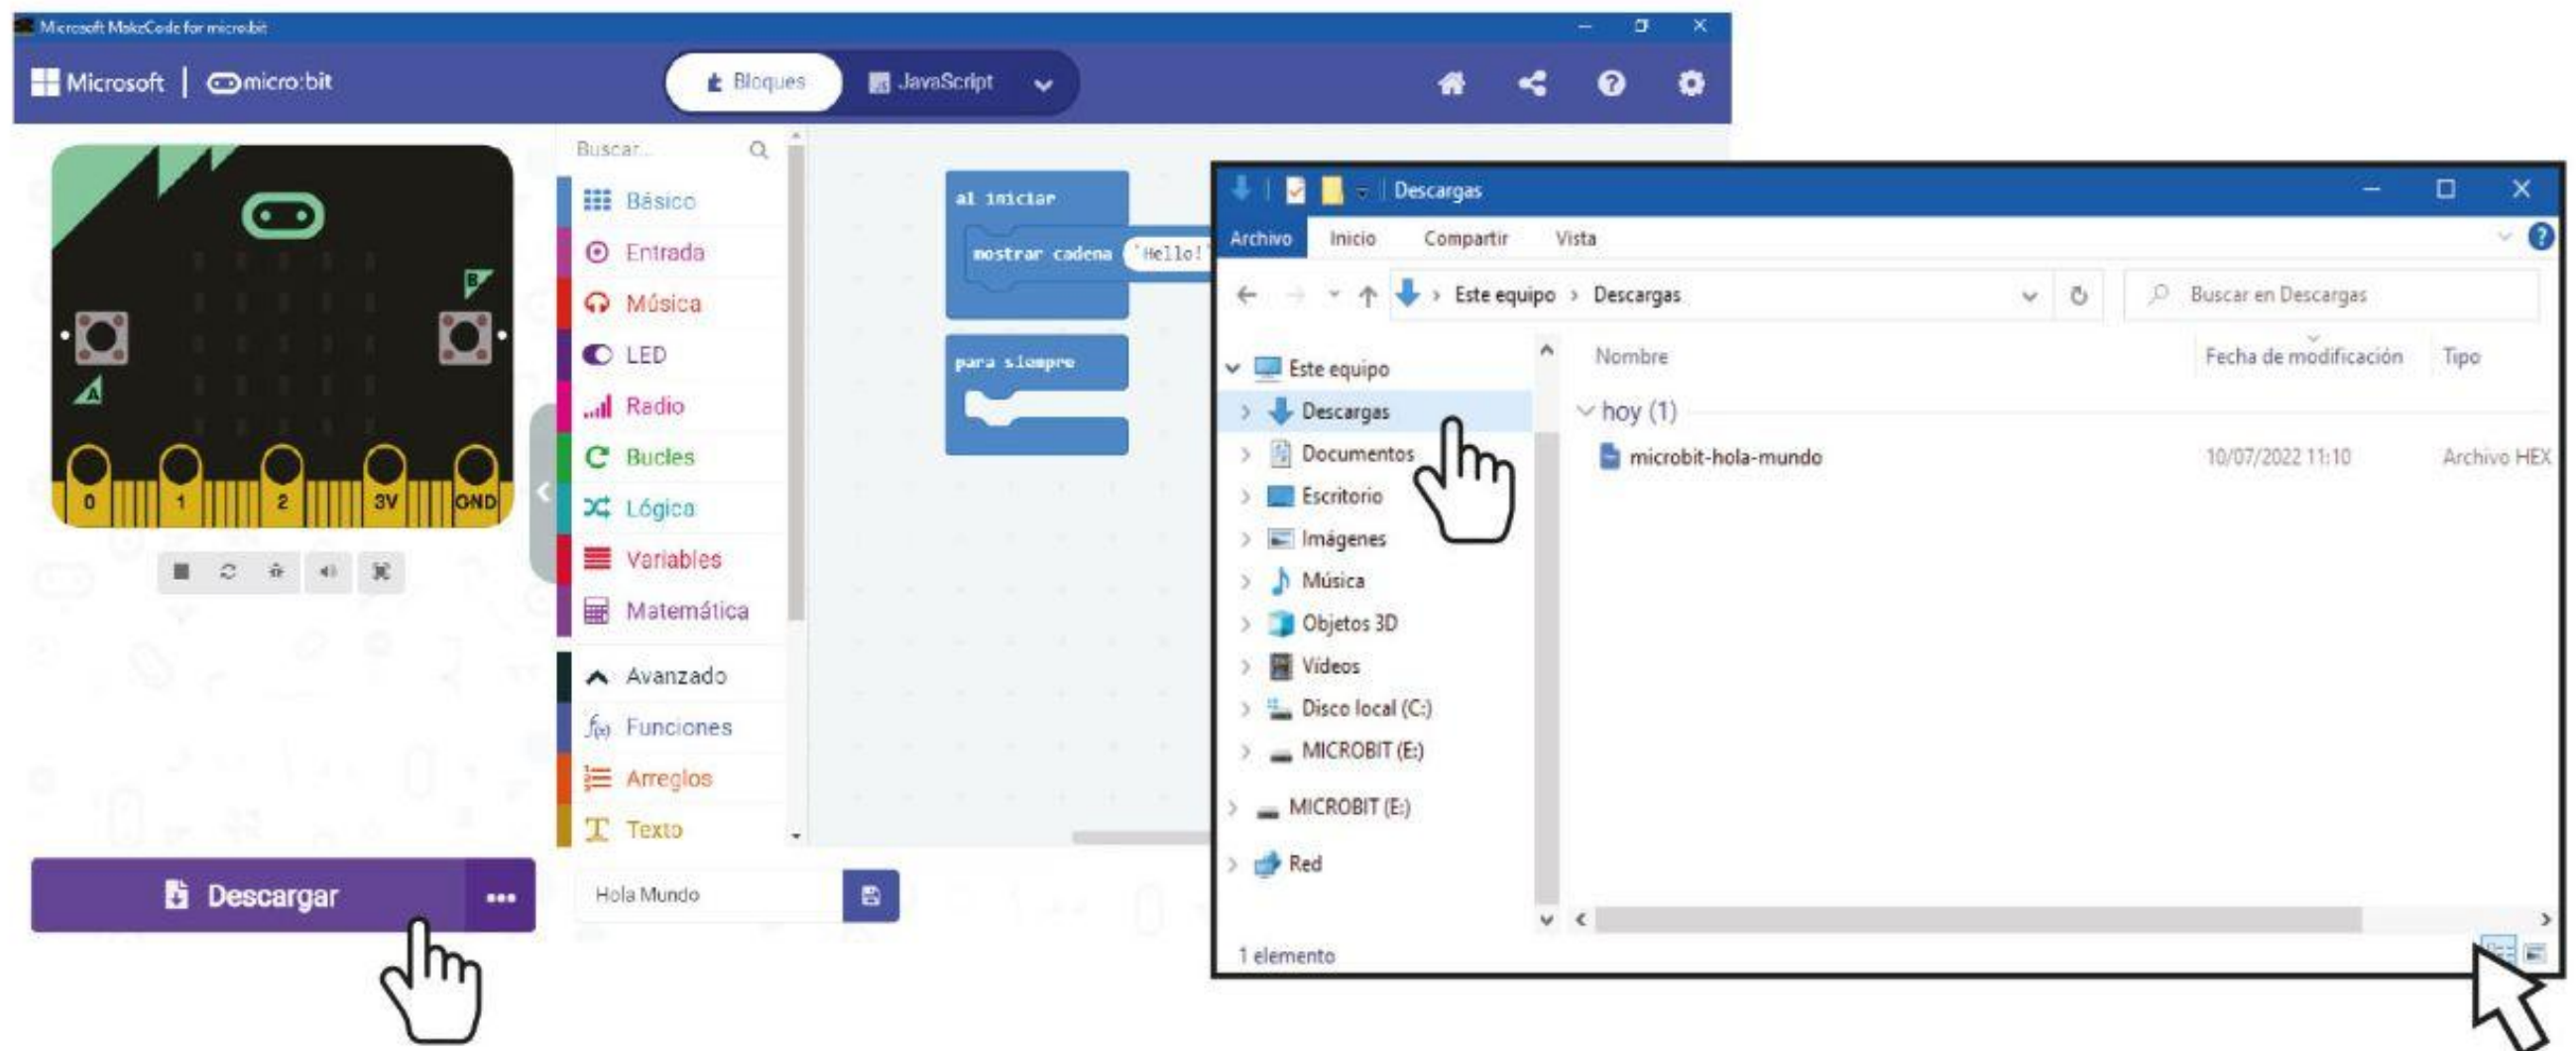 Microsoft MakeCode for micro:bit
Microsoft | micro:bit
Bloques
JavaScript
B
A
0 1 2 3V GND
Descargar
Buscar...
Básico
Entrada
Música
LED
Radio
Bucles
Lógica
Variables
Matemática
Avanzado
Funciones
Arreglos
Texto
Hola Mundo
al iniciar
mostrar cadena "Hello!"
para siempre
Descargas
Archivo Inicio Compartir Vista
Este equipo > Descargas
Buscar en Descargas
Este equipo
Descargas
Documentos
Escritorio
Imágenes
Música
Objetos 3D
Vídeos
Disco local (C:)
MICROBIT (E:)
MICROBIT (E:)
Red
Nombre Fecha de modificación Tipo
hoy (1)
microbit-hola-mundo 10/07/2022 11:10 Archivo HEX
1 elemento